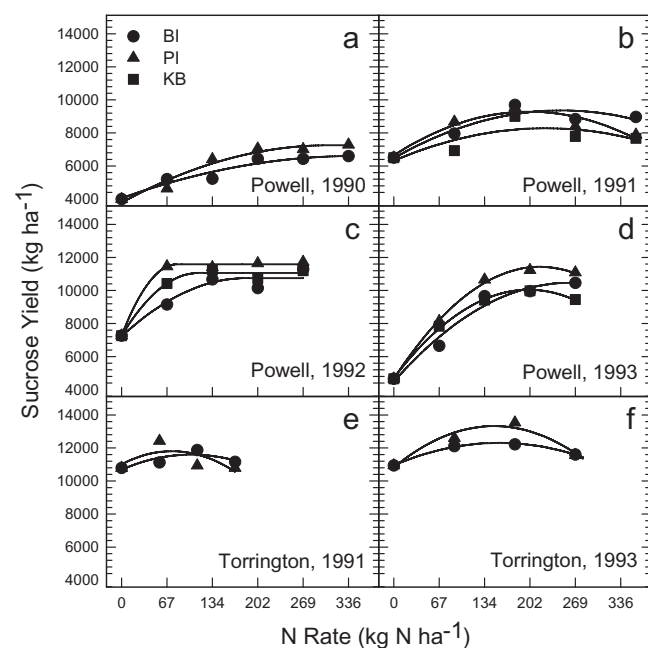 Sucrose Yield (kg ha-1)
a
BI
PI
KB
14000
12000
10000
8000
6000
4000
Powell, 1990
b
Powell, 1991
c
14000
12000
10000
8000
6000
4000
Powell, 1992
d
Powell, 1993
e
14000
12000
10000
8000
6000
4000
Torrington, 1991
f
Torrington, 1993
0 67 134 202 269 336
0 67 134 202 269 336
N Rate (kg N ha-1)